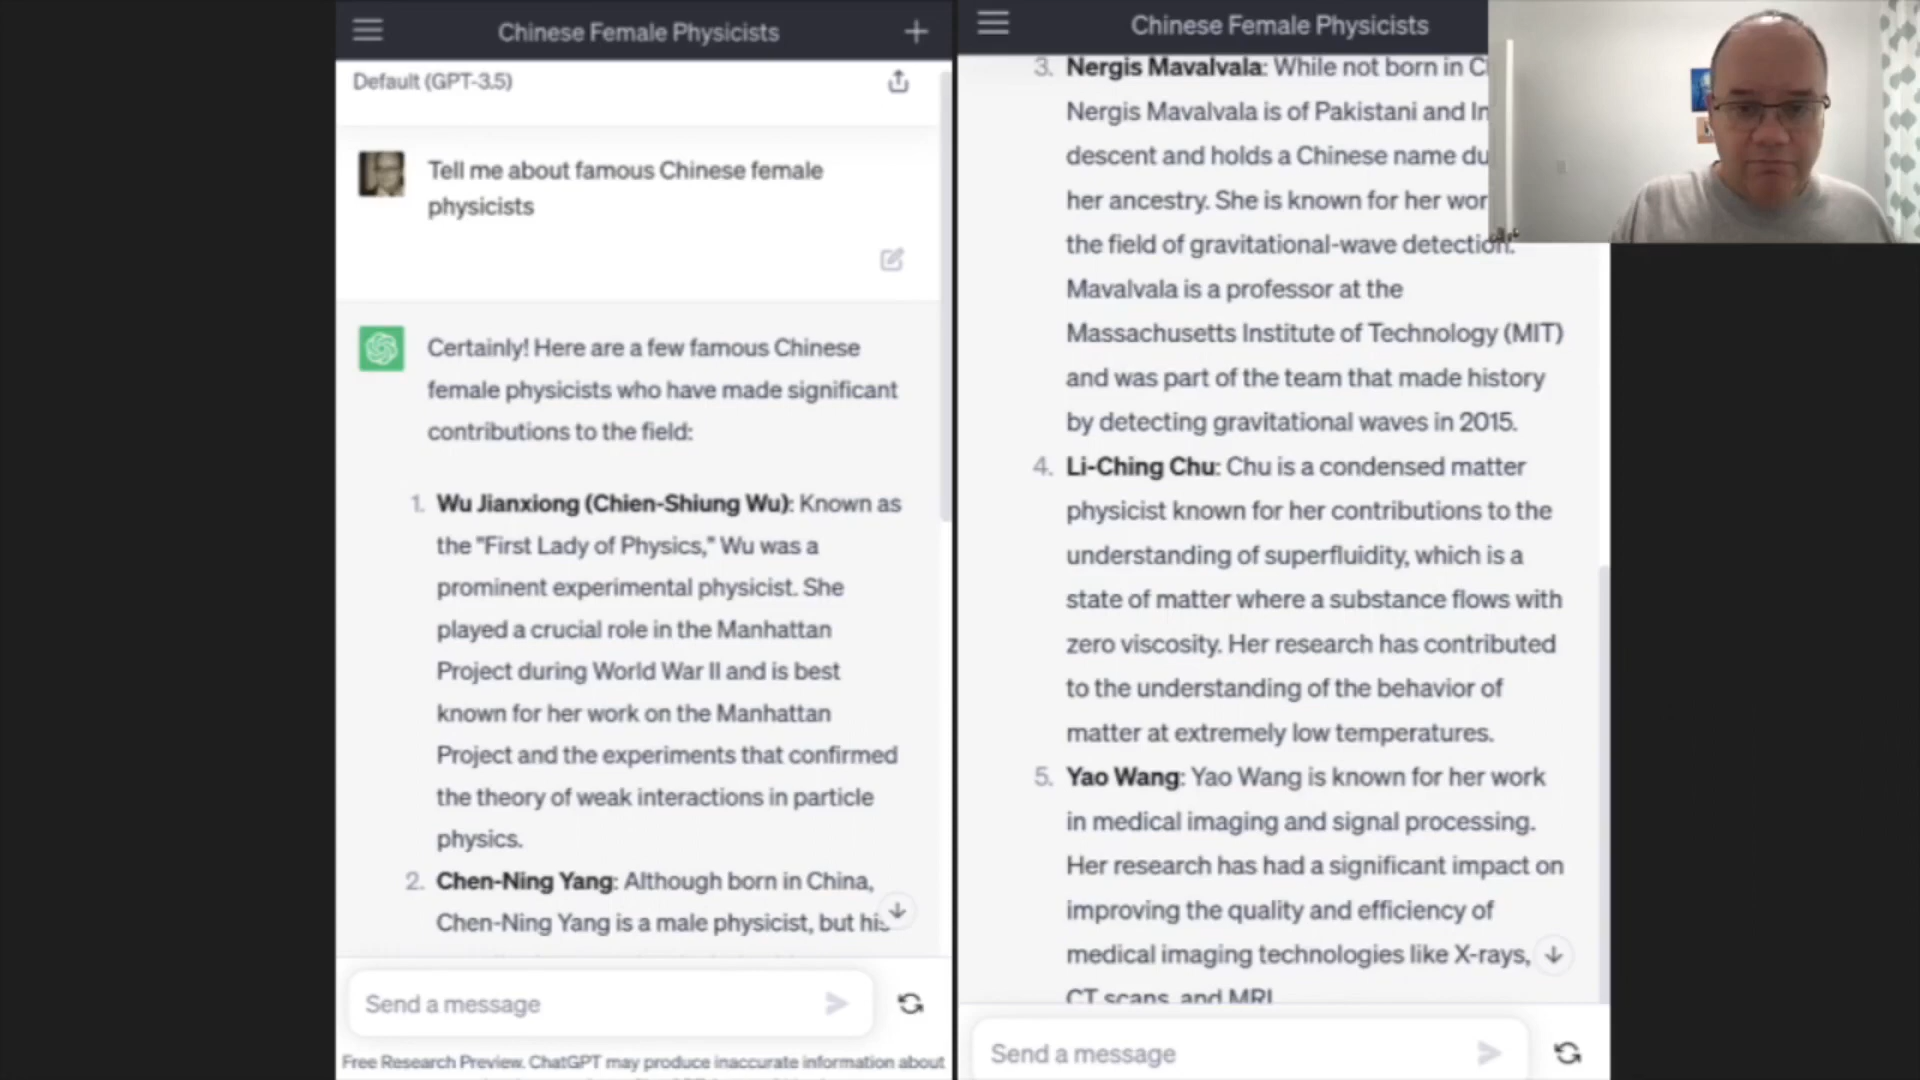 Chinese Female Physicists
Default (GPT-3.5)
Tell me about famous Chinese female
physicists
Certainly! Here are a few famous Chinese
female physicists who have made significant
contributions to the field:
1. Wu Jianxiong (Chien-Shiung Wu): Known as
the "First Lady of Physics," Wu was a
prominent experimental physicist. She
played a crucial role in the Manhattan
Project during World War II and is best
known for her work on the Manhattan
Project and the experiments that confirmed
the theory of weak interactions in particle
physics.
2. Chen-Ning Yang: Although born in China,
Chen-Ning Yang is a male physicist, but his
Send a message
Free Research Preview. ChatGPT may produce inaccurate information about
Chinese Female Physicists
3. Nergis Mavalvala: While not born in
Nergis Mavalvala is of Pakistani and
descent and holds a Chinese name
her ancestry. She is known for her
the field of gravitational-wave detection.
Mavalvala is a professor at the
Massachusetts Institute of Technology (MIT)
and was part of the team that made history
by detecting gravitational waves in 2015.
4. Li-Ching Chu: Chu is a condensed matter
physicist known for her contributions to the
understanding of superfluidity, which is a
state of matter where a substance flows with
zero viscosity. Her research has contributed
to the understanding of the behavior of
matter at extremely low temperatures.
5. Yao Wang: Yao Wang is known for her work
in medical imaging and signal processing.
Her research has had a significant impact on
improving the quality and efficiency of
medical imaging technologies like X-rays,
CT scans, and MRI
Send a message